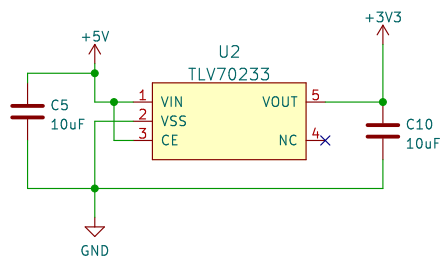 +5V
+3V3
U2
TLV70233
C5
10uF
1 VIN VOUT 5
2 VSS
3 CE NC 4
C10
10uF
GND